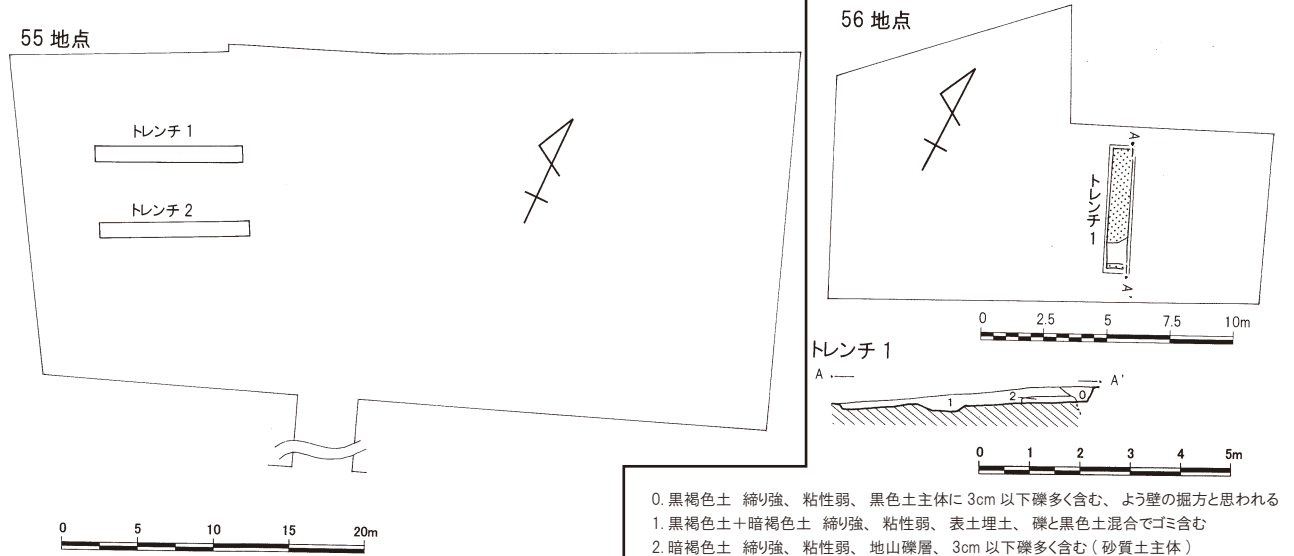 55 地点
トレンチ 1
トレンチ 2
0 5 10 15 20m
56 地点
A
トレンチ 1
A'
0 2.5 5 7.5 10m
トレンチ 1
A A'
1 2 0
0 1 2 3 4 5m
0. 黒褐色土 締り強、 粘性弱、 黒色土主体に 3cm 以下礫多く含む、 よう壁の掘方と思われる
1. 黒褐色土＋暗褐色土 締り強、 粘性弱、 表土埋土、 礫と黒色土混合でゴミ含む
2. 暗褐色土 締り強、 粘性弱、 地山礫層、 3cm 以下礫多く含む ( 砂質土主体 )